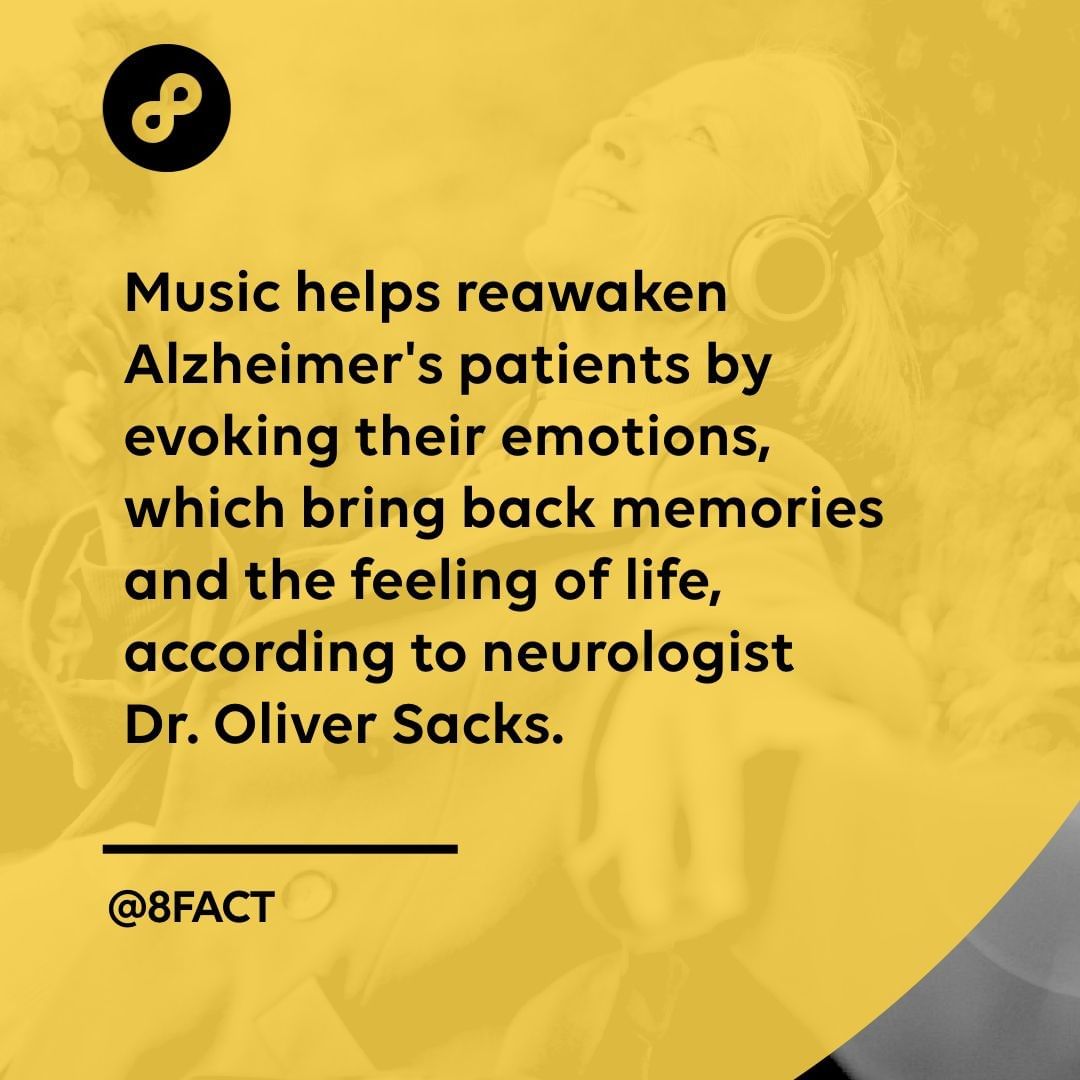 Music helps reawaken
Alzheimer's patients by
evoking their emotions,
which bring back memories
and the feeling of life,
according to neurologist
Dr. Oliver Sacks.
@8FACT